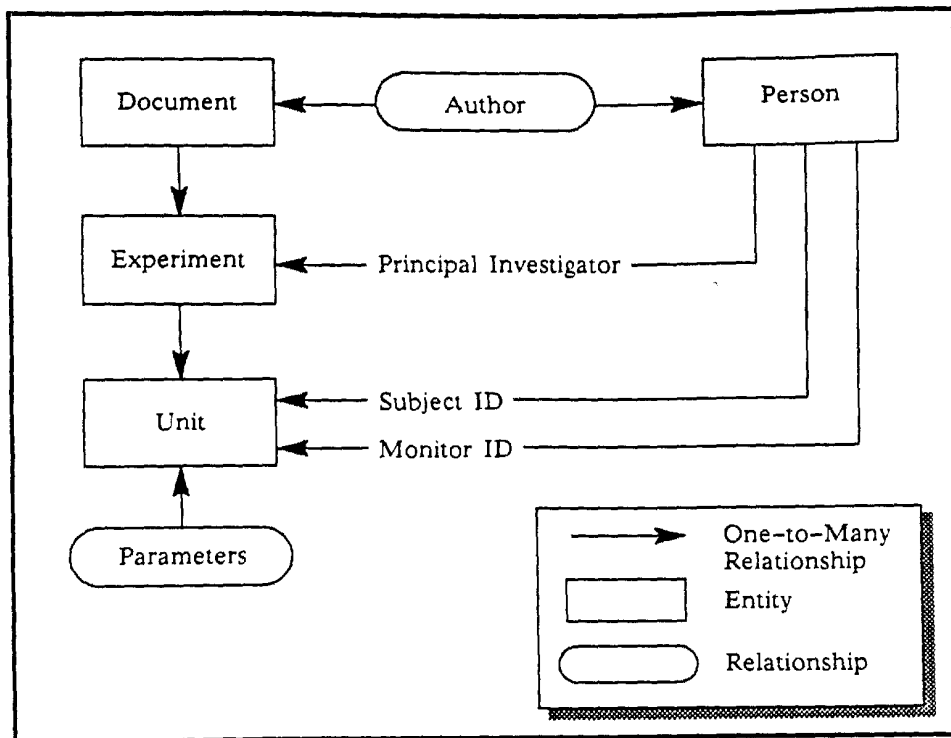 Document
Author
Person
Experiment
Principal Investigator
Unit
Subject ID
Monitor ID
Parameters
One-to-Many
Relationship
Entity
Relationship